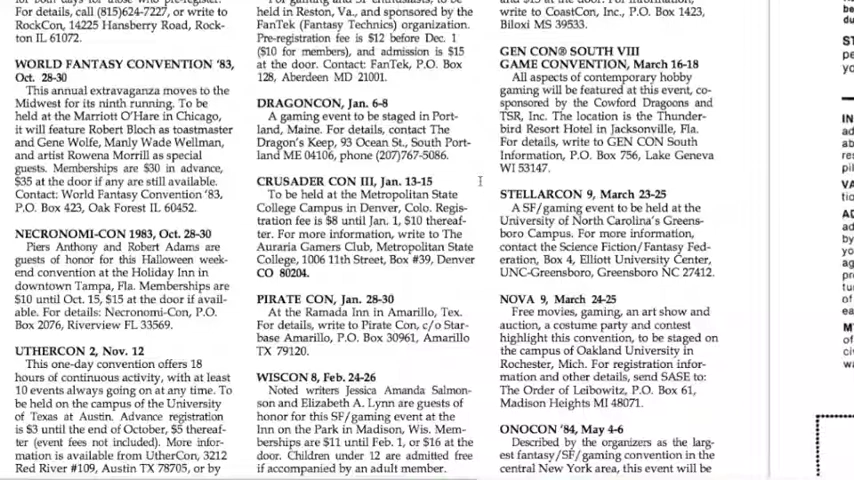 For details, call (815)624-7227, or write to
RockCon, 14225 Hansberry Road, Rock-
ton IL 61072.
WORLD FANTASY CONVENTION '83,
Oct. 28-30
This annual extravaganza moves to the
Midwest for its ninth running. To be
held at the Marriott O'Hare in Chicago,
it will feature Robert Bloch as toastmaster
and Gene Wolfe, Manly Wade Wellman,
and artist Rowena Morrill as special
guests. Memberships are $30 in advance,
$35 at the door if any are still available.
Contact: World Fantasy Convention '83,
P.O. Box 423, Oak Forest IL 60452.
NECRONOMI-CON 1983, Oct. 28-30
Piers Anthony and Robert Adams are
guests of honor for this Halloween week-
end convention at the Holiday Inn in
downtown Tampa, Fla. Memberships are
$10 until Oct. 15, $15 at the door if avail-
able. For details: Necronomi-Con, P.O.
Box 2076, Riverview FL 33569.
UTHERCON 2, Nov. 12
This one-day convention offers 18
hours of continuous activity, with at least
10 events always going on at any time. To
be held on the campus of the University
of Texas at Austin. Advance registration
is $3 until the end of October, $5 thereaf-
ter (event fees not included). More infor-
mation is available from UtherCon, 3212
Red River #109, Austin TX 78705, or by
held in Reston, Va., and sponsored by the
FanTek (Fantasy Technics) organization.
Pre-registration fee is $12 before Dec. 1
($10 for members), and admission is $15
at the door. Contact: FanTek, P.O. Box
128, Aberdeen MD 21001.
DRAGONCON, Jan. 6-8
A gaming event to be staged in Port-
land, Maine. For details, contact The
Dragon's Keep, 93 Ocean St., South Port-
land ME 04106, phone (207)767-5086.
CRUSADER CON III, Jan. 13-15
To be held at the Metropolitan State
College Campus in Denver, Colo. Regis-
tration fee is $8 until Jan. 1, $10 thereaf-
ter. For more information, write to The
Auraria Gamers Club, Metropolitan State
College, 1006 11th Street, Box #39, Denver
CO 80204.
PIRATE CON, Jan. 28-30
At the Ramada Inn in Amarillo, Tex.
For details, write to Pirate Con, c/o Star-
base Amarillo, P.O. Box 30961, Amarillo
TX 79120.
WISCON 8, Feb. 24-26
Noted writers Jessica Amanda Salmon-
son and Elizabeth A. Lynn are guests of
honor for this SF/gaming event at the
Inn on the Park in Madison, Wis. Mem-
berships are $11 until Feb. 1, or $16 at the
door. Children under 12 are admitted free
if accompanied by an adult member.
write to CoastCon, Inc., P.O. Box 1423,
Biloxi MS 39533.
GEN CON® SOUTH VIII
GAME CONVENTION, March 16-18
All aspects of contemporary hobby
gaming will be featured at this event, co-
sponsored by the Cowford Dragoons and
TSR, Inc. The location is the Thunder-
bird Resort Hotel in Jacksonville, Fla.
For details, write to GEN CON South
Information, P.O. Box 756, Lake Geneva
WI 53147.
STELLARCON 9, March 23-25
A SF/gaming event to be held at the
University of North Carolina's Greens-
boro Campus. For more information,
contact the Science Fiction/Fantasy Fed-
eration, Box 4, Elliott University Center,
UNC-Greensboro, Greensboro NC 27412.
NOVA 9, March 24-25
Free movies, gaming, an art show and
auction, a costume party and contest
highlight this convention, to be staged on
the campus of Oakland University in
Rochester, Mich. For registration infor-
mation and other details, send SASE to:
The Order of Leibowitz, P.O. Box 61,
Madison Heights MI 48071.
ONOCON '84, May 4-6
Described by the organizers as the larg-
est fantasy/SF/gaming convention in the
central New York area, this event will be